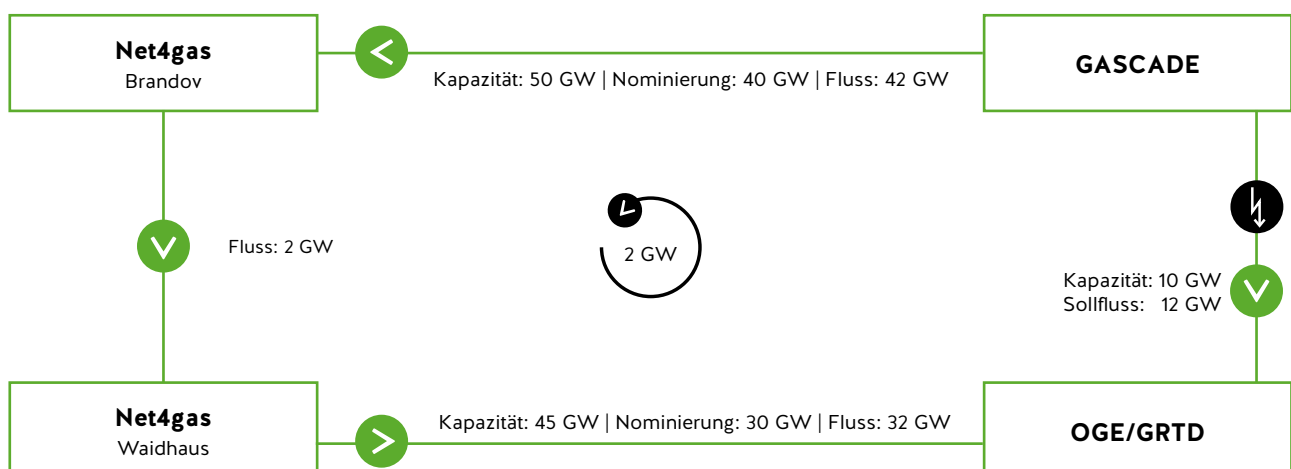 Net4gas
Brandov
Kapazität: 50 GW | Nominierung: 40 GW | Fluss: 42 GW
GASCADE
Fluss: 2 GW
2 GW
Kapazität: 10 GW
Sollfluss: 12 GW
Net4gas
Waidhaus
Kapazität: 45 GW | Nominierung: 30 GW | Fluss: 32 GW
OGE/GRTD